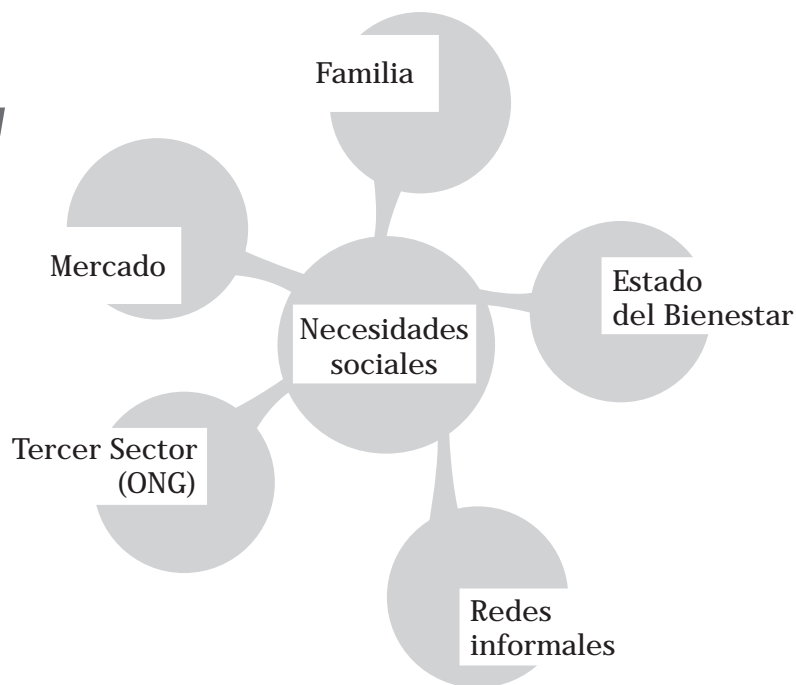 Familia
Mercado
Estado
del Bienestar
Necesidades
sociales
Tercer Sector
(ONG)
Redes
informales